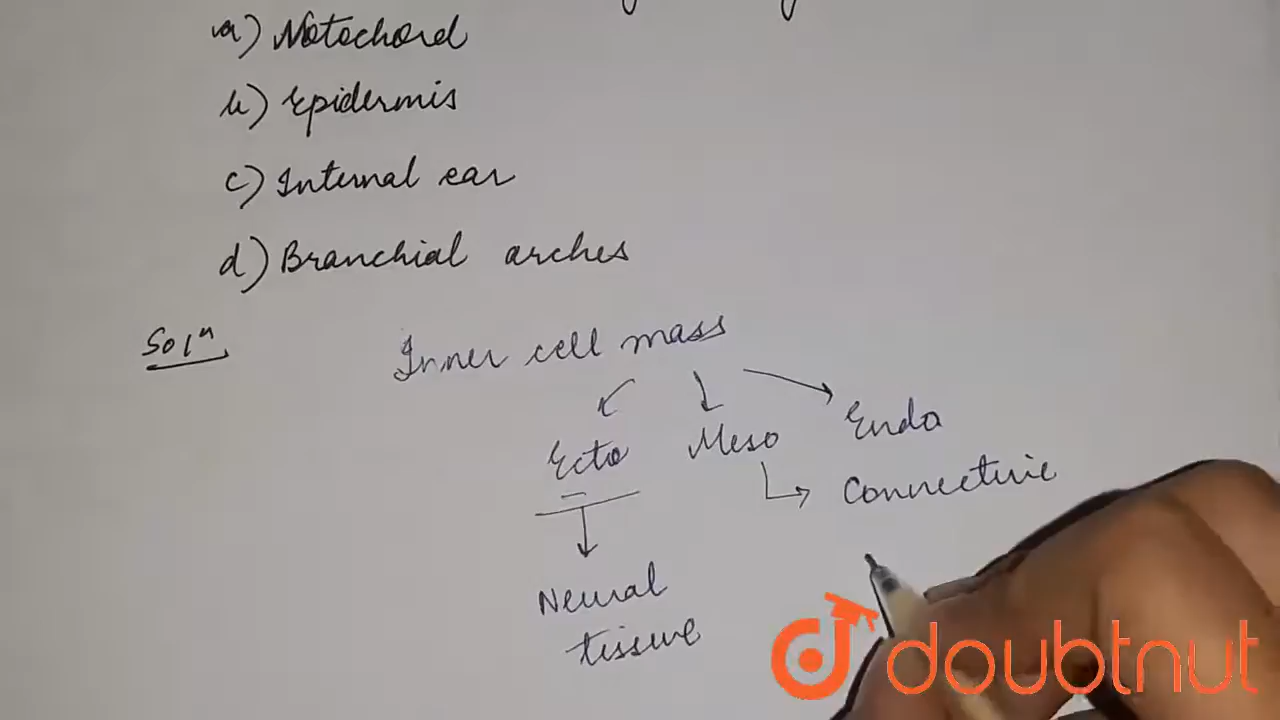 a) Notochord
b) Epidermis
c) Internal ear
d) Branchial arches
Solⁿ
Inner cell mass
Ecto Meso Endo
Connective
Neural
tissue
doubtnut